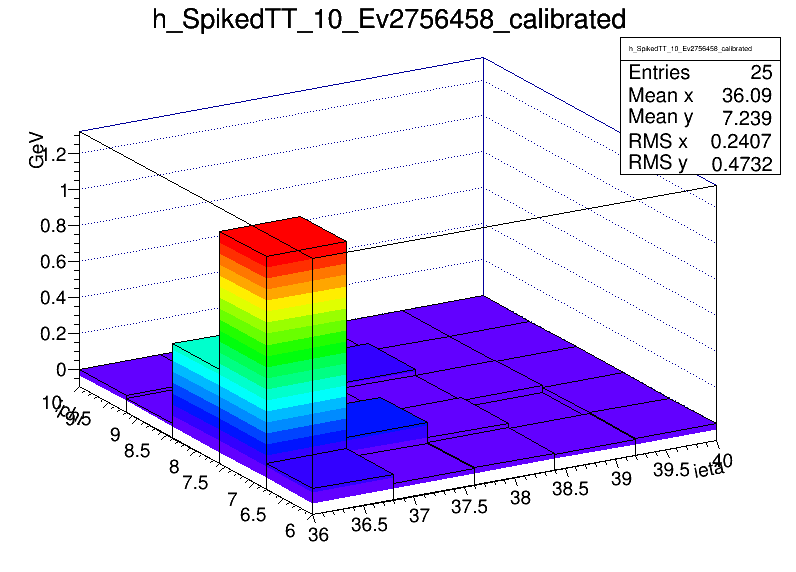 h_SpikedTT_10_Ev2756458_calibrated
h_SpikedTT_10_Ev2756458_calibrated
Entries 25
Mean x 36.09
Mean y 7.239
RMS x 0.2407
RMS y 0.4732
GeV
1.2
1
0.8
0.6
0.4
0.2
0
10
9.5
9
8.5
8
7.5
7
6.5
6
iphi
36
36.5
37
37.5
38
38.5
39
39.5
40
ieta